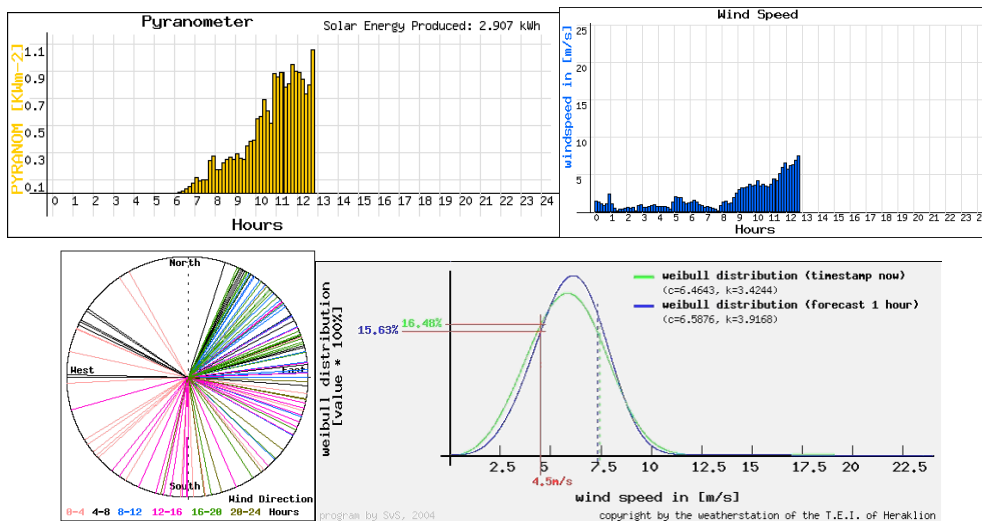 Pyranometer
Solar Energy Produced: 2.907 kWh
PYRANOM [KWm-2]
1.1
0.9
0.7
0.5
0.3
0.1
0 1 2 3 4 5 6 7 8 9 10 11 12 13 14 15 16 17 18 19 20 21 22 23 24
Hours
Wind Speed
windspeed in [m/s]
25
20
15
10
5
0 1 2 3 4 5 6 7 8 9 10 11 12 13 14 15 16 17 18 19 20 21 22 23
Hours
North
West
East
South
Wind Direction
0-4 4-8 8-12 12-16 16-20 20-24 Hours
weibull distribution
[value * 100%]
16.48%
15.63%
weibull distribution (timestamp now)
(c=6.4643, k=3.4244)
weibull distribution (forecast 1 hour)
(c=6.5876, k=3.9168)
2.5 5 7.5 10 12.5 15 17.5 20 22.5
4.5m/s
wind speed in [m/s]
program by SvS, 2004
copyright by the weatherstation of the T.E.I. of Heraklion